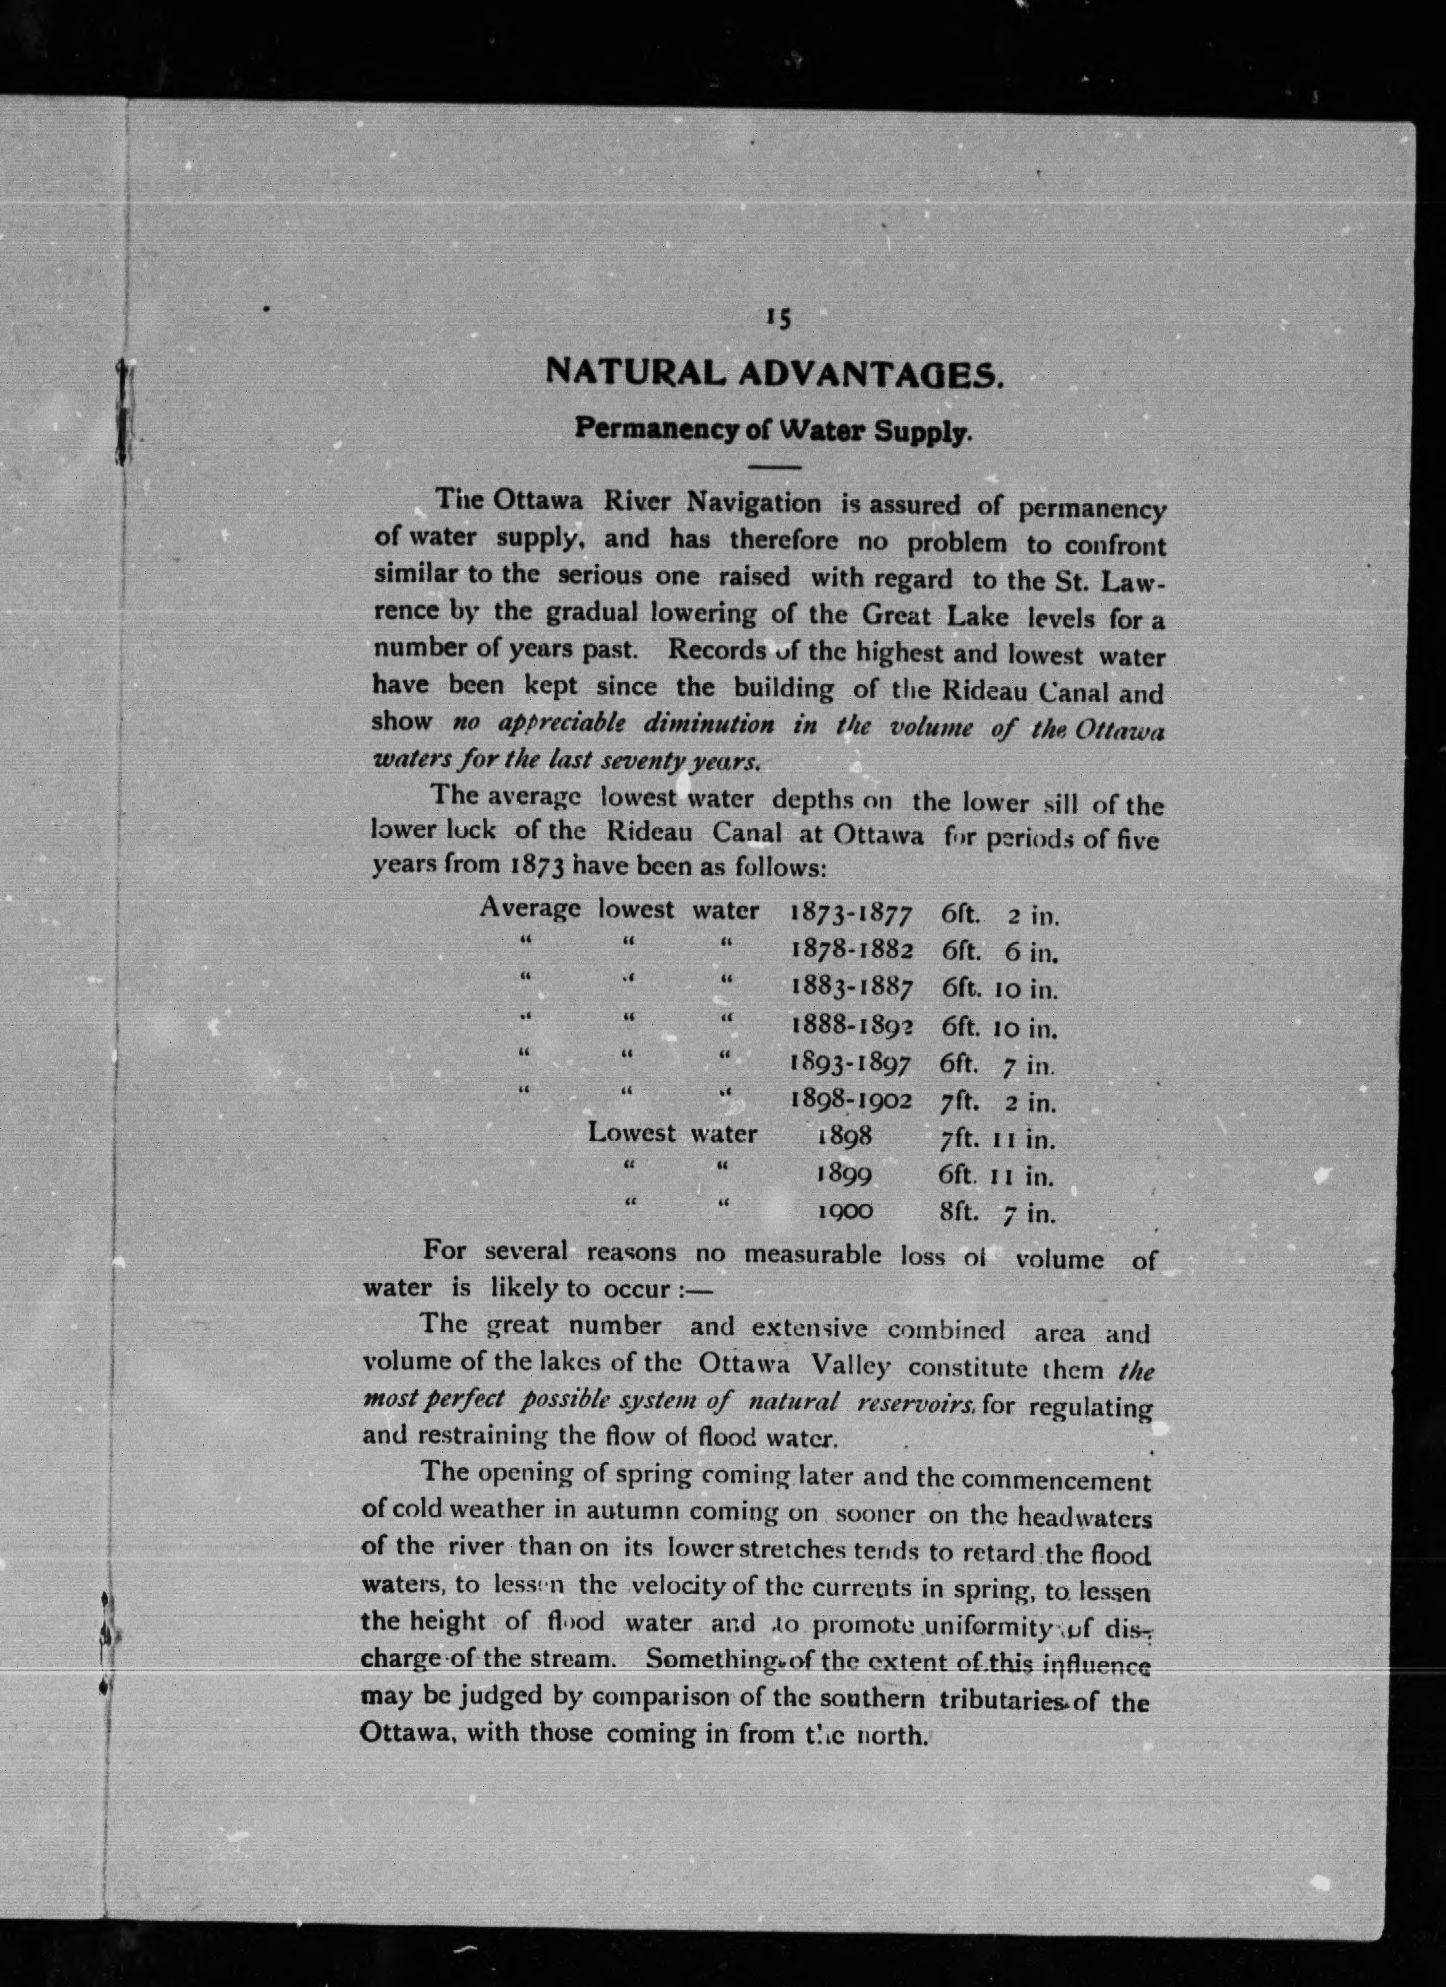 15
NATURAL ADVANTAGES.
Permanency of Water Supply.
The Ottawa River Navigation is assured of permanency
of water supply, and has therefore no problem to confront
similar to the serious one raised with regard to the St. Law-
rence by the gradual lowering of the Great Lake levels for a
number of years past. Records of the highest and lowest water
have been kept since the building of the Rideau Canal and
show no appreciable diminution in the volume of the Ottawa
waters for the last seventy years.
The average lowest water depths on the lower sill of the
lower lock of the Rideau Canal at Ottawa for periods of five
years from 1873 have been as follows:
Average lowest water 1873-1877 6ft. 2 in.
“ “ “ 1878-1882 6ft. 6 in.
“ “ “ 1883-1887 6ft. 10 in.
“ “ “ 1888-1892 6ft. 10 in.
“ “ “ 1893-1897 6ft. 7 in.
“ “ “ 1898-1902 7ft. 2 in.
Lowest water 1898 7ft. 11 in.
“ “ 1899 6ft. 11 in.
“ “ 1900 8ft. 7 in.
For several reasons no measurable loss of volume of
water is likely to occur :—
The great number and extensive combined area and
volume of the lakes of the Ottawa Valley constitute them the
most perfect possible system of natural reservoirs, for regulating
and restraining the flow of flood water.
The opening of spring coming later and the commencement
of cold weather in autumn coming on sooner on the headwaters
of the river than on its lower stretches tends to retard the flood
waters, to lessen the velocity of the currents in spring, to lessen
the height of flood water and to promote uniformity of dis-
charge of the stream. Something of the extent of this influence
may be judged by comparison of the southern tributaries of the
Ottawa, with those coming in from the north.